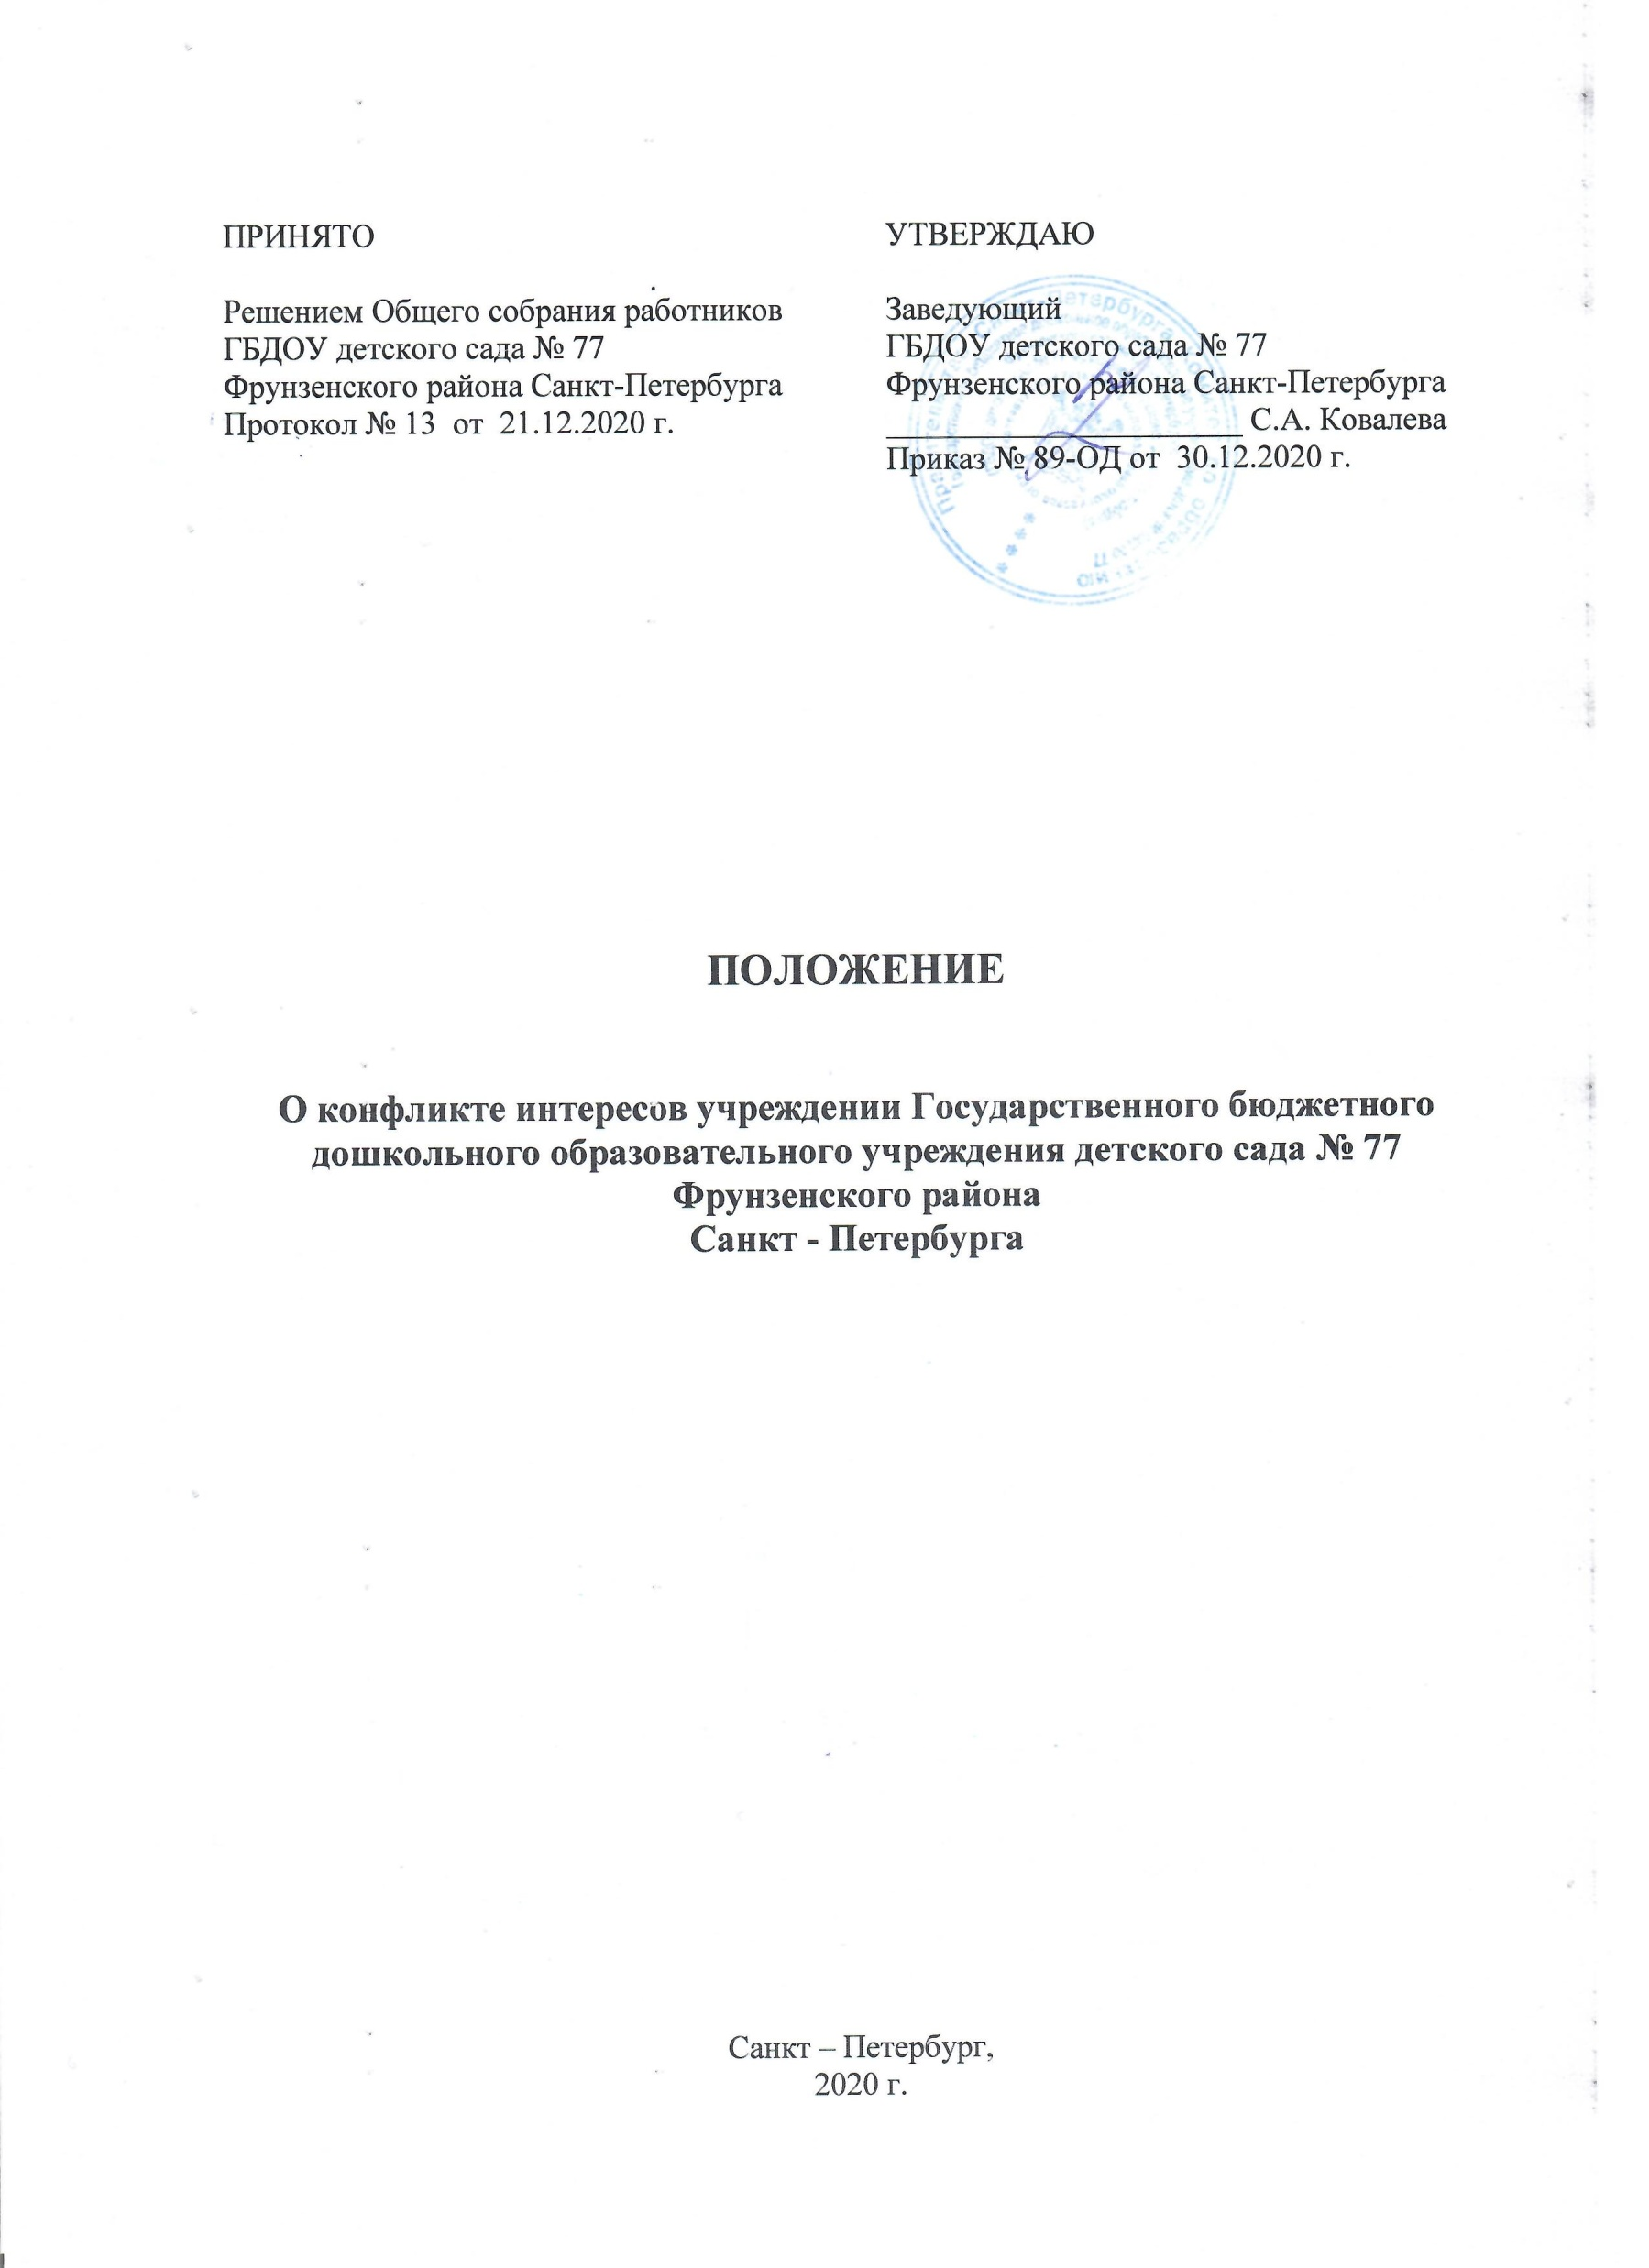 ПРИНЯТО
Решением Общего собрания работников
ГБДОУ детского сада № 77
Фрунзенского района Санкт-Петербурга
Протокол № 13 от 21.12.2020 г.
УТВЕРЖДАЮ
Заведующий
ГБДОУ детского сада № 77
Фрунзенского района Санкт-Петербурга
____________________ С.А. Ковалева
Приказ № 89-ОД от 30.12.2020 г.
ПОЛОЖЕНИЕ
О конфликте интересов учреждении Государственного бюджетного
дошкольного образовательного учреждения детского сада № 77
Фрунзенского района
Санкт - Петербурга
Санкт – Петербург,
2020 г.